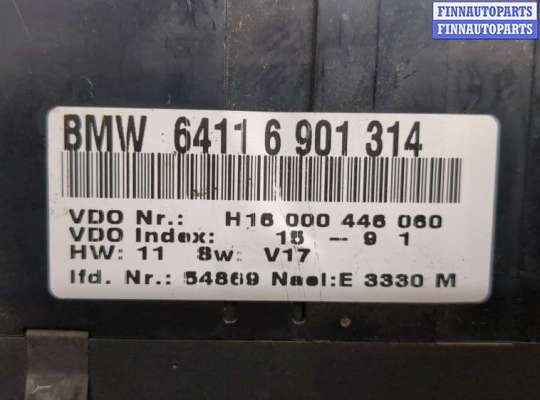 FINNAUTOPARTS
FINNAUTOPARTS
BMW 6411 6 901 314
VDO Nr.: H16 000 446 060
VDO Index: 15 -9 1
HW: 11 Sw: V17
lfd. Nr.: 54869 Nael:E 3330 M